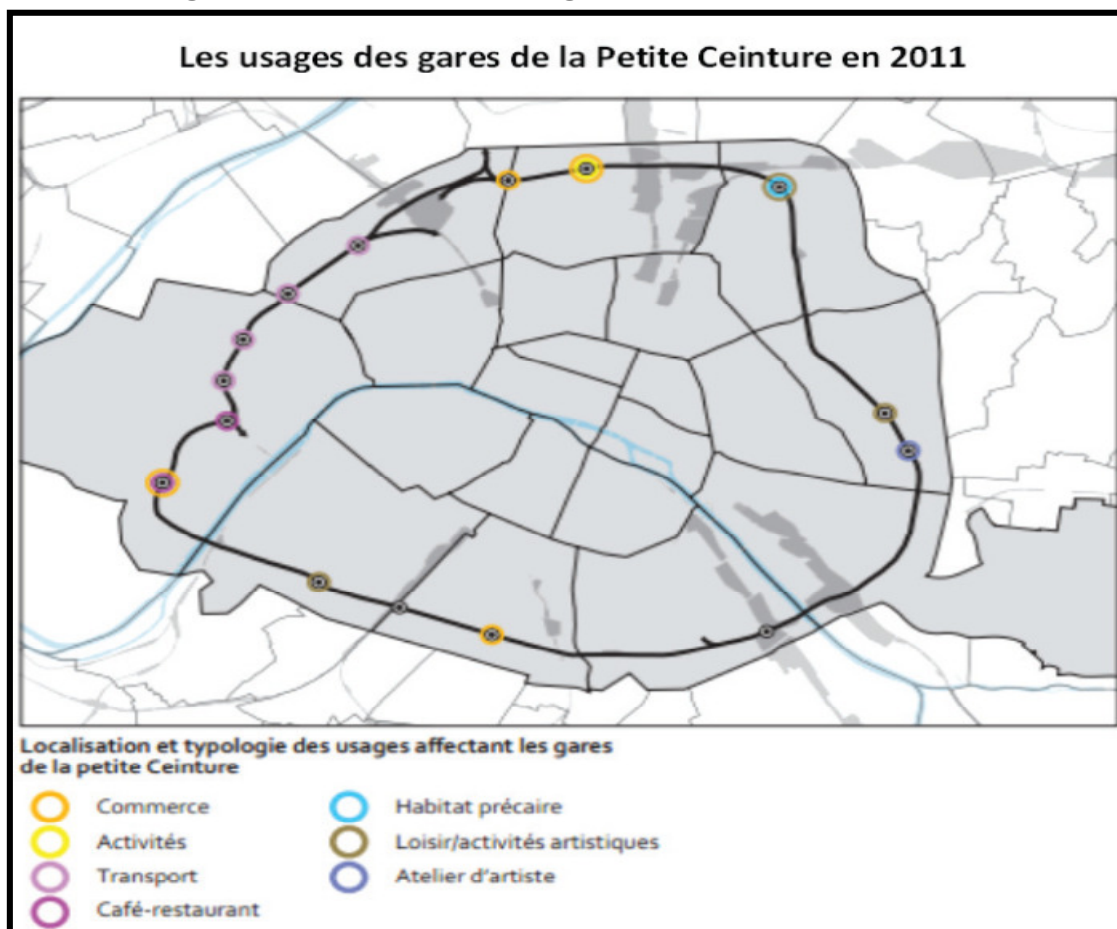 Les usages des gares de la Petite Ceinture en 2011
Localisation et typologie des usages affectant les gares
de la petite Ceinture
Commerce
Activités
Transport
Café-restaurant
Habitat précaire
Loisir/activités artistiques
Atelier d'artiste